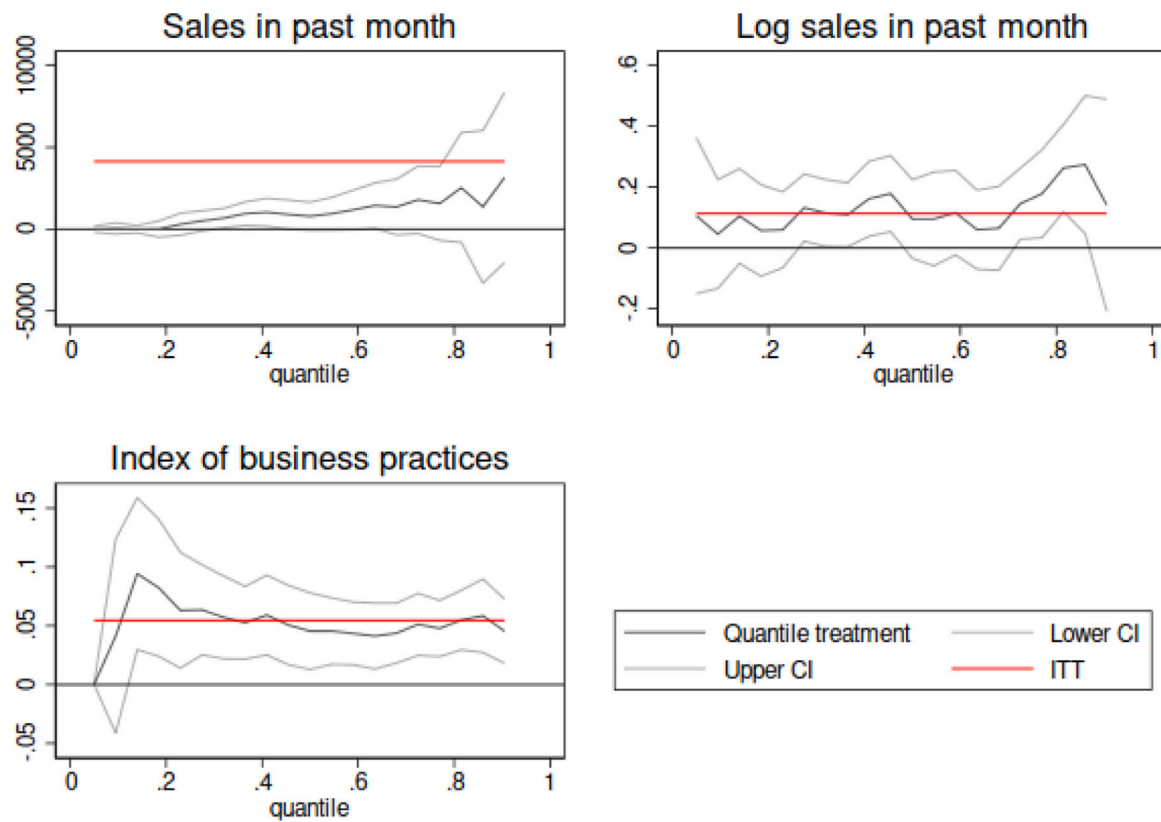 Sales in past month
10000
5000
0
-5000
0 .2 .4 .6 .8 1
quantile
Log sales in past month
.6
.4
.2
0
-.2
0 .2 .4 .6 .8 1
quantile
Index of business practices
.15
.1
.05
0
-.05
0 .2 .4 .6 .8 1
quantile
Quantile treatment Lower CI
Upper CI ITT